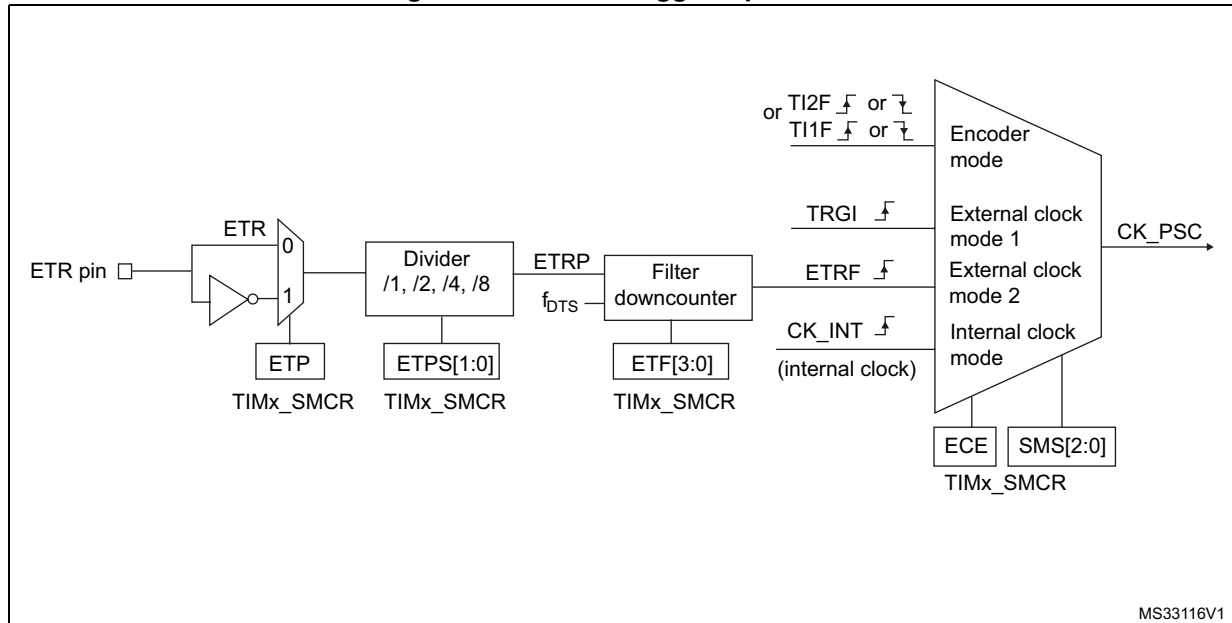 or TI2F or
TI1F or
Encoder
mode
TRGI
External clock
mode 1
CK_PSC
ETR
0
ETR pin
1
Divider
/1, /2, /4, /8
ETRP
f_DTS
Filter
downcounter
ETRF
External clock
mode 2
CK_INT
(internal clock)
Internal clock
mode
ETP
TIMx_SMCR
ETPS[1:0]
TIMx_SMCR
ETF[3:0]
TIMx_SMCR
ECE
SMS[2:0]
TIMx_SMCR
MS33116V1